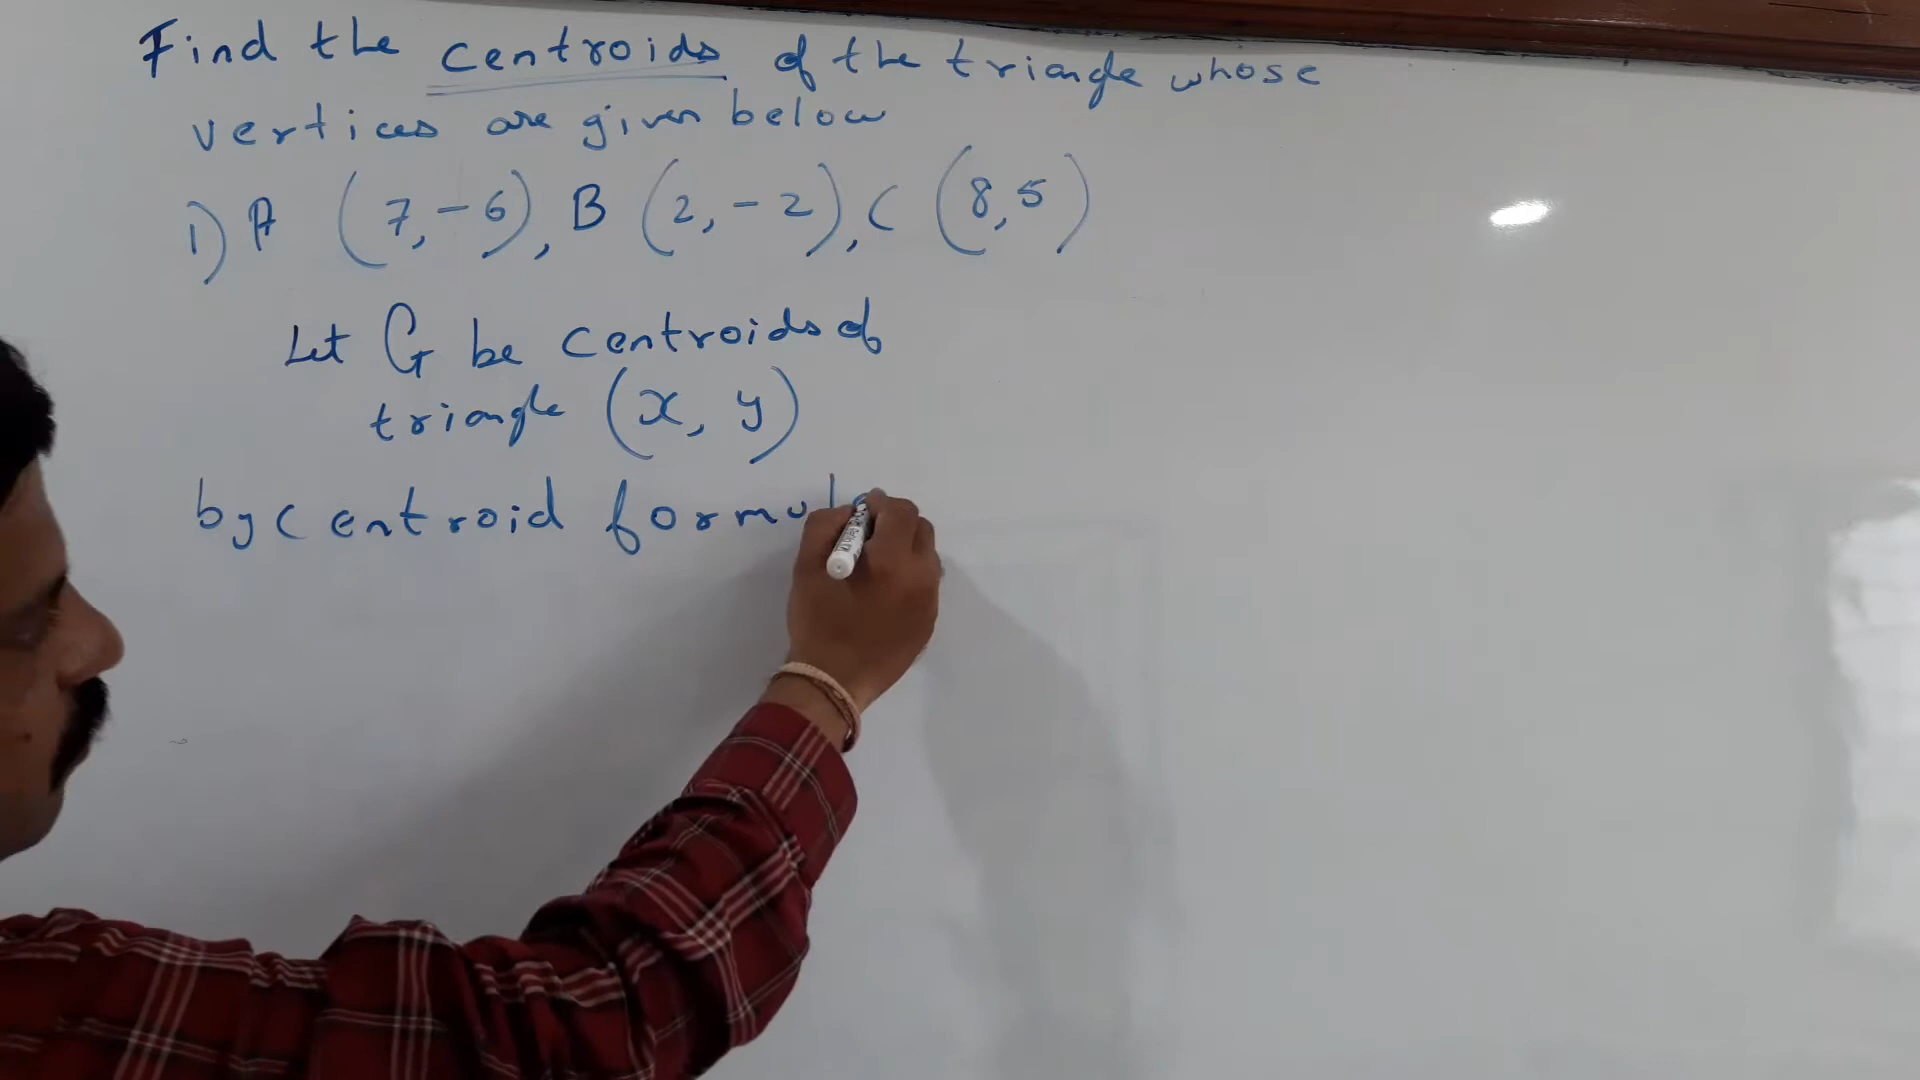 Find the centroids of the triangle whose
vertices are given below
1) A (7,-6), B (2,-2), C (8,5)
Let G be centroids of
triangle (x, y)
by centroid formula